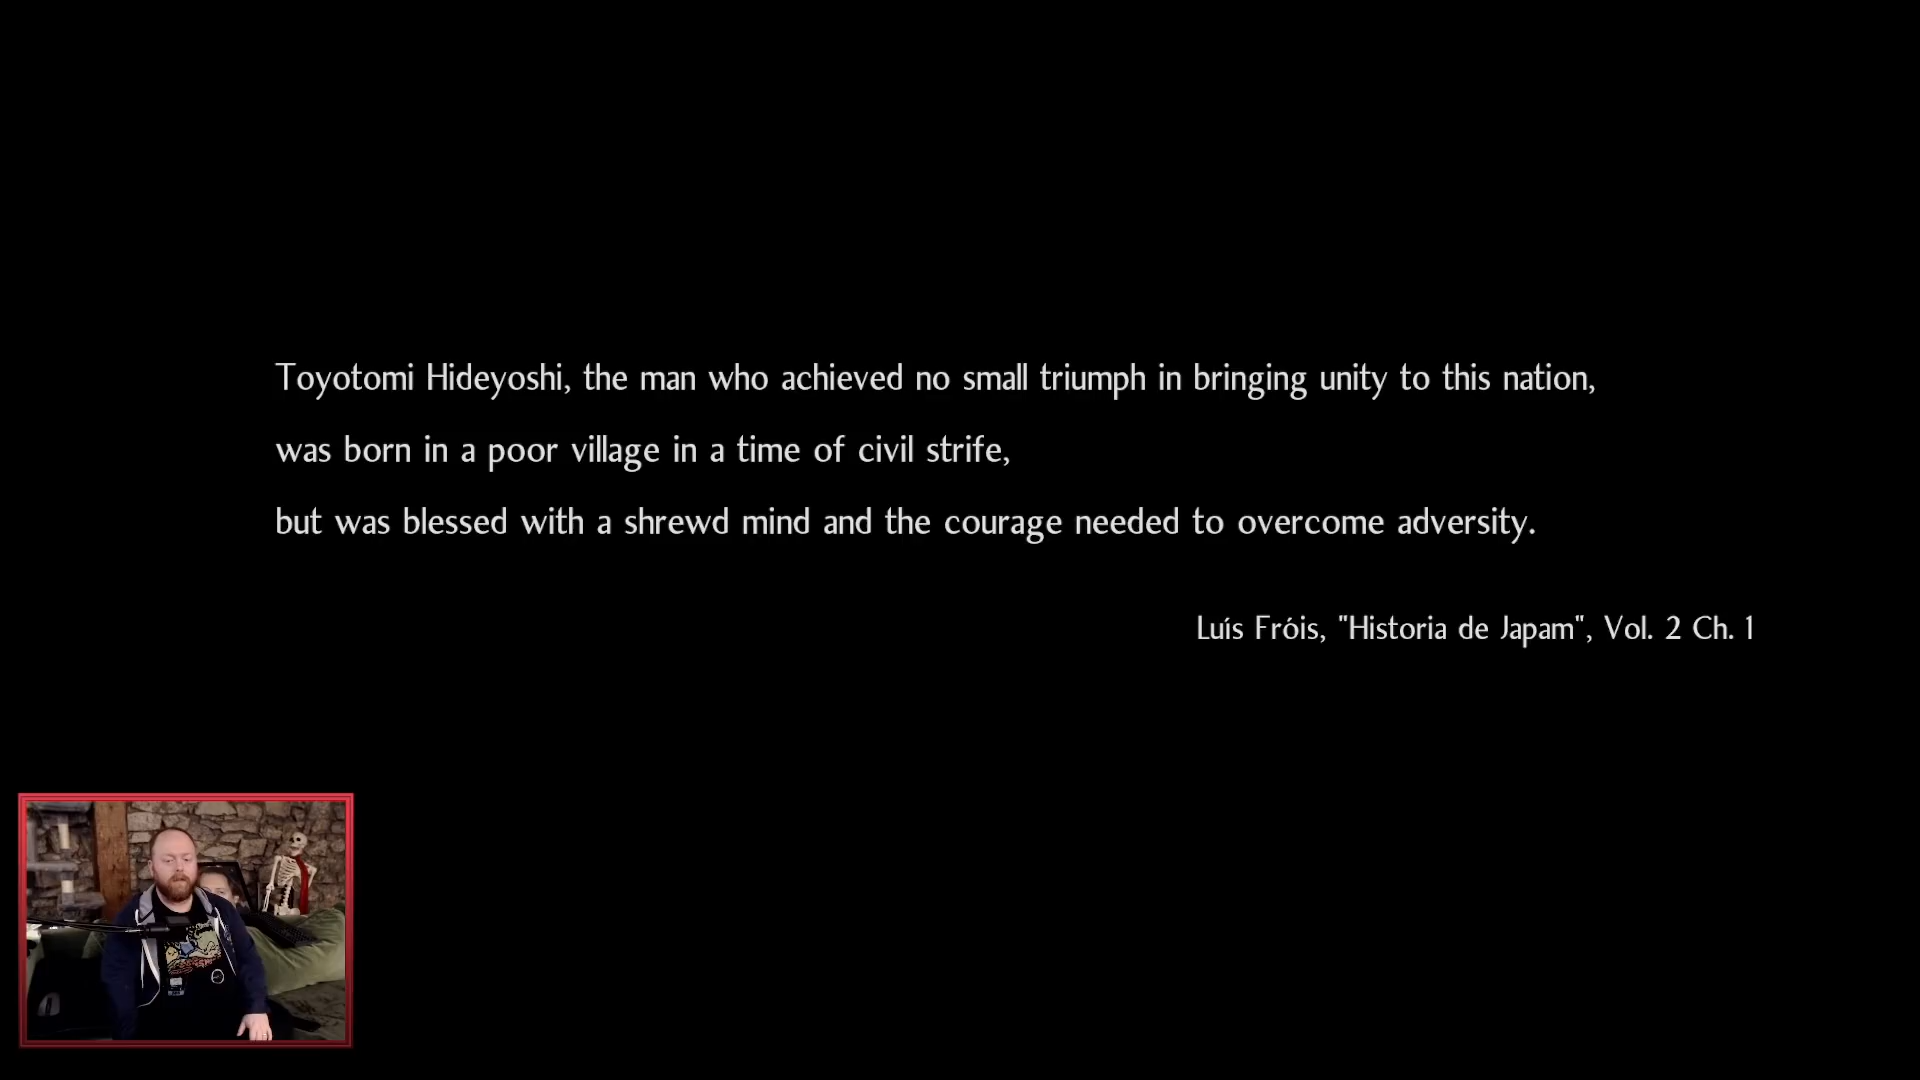 Toyotomi Hideyoshi, the man who achieved no small triumph in bringing unity to this nation,
was born in a poor village in a time of civil strife,
but was blessed with a shrewd mind and the courage needed to overcome adversity.
Luís Fróis, "Historia de Japam", Vol. 2 Ch. 1